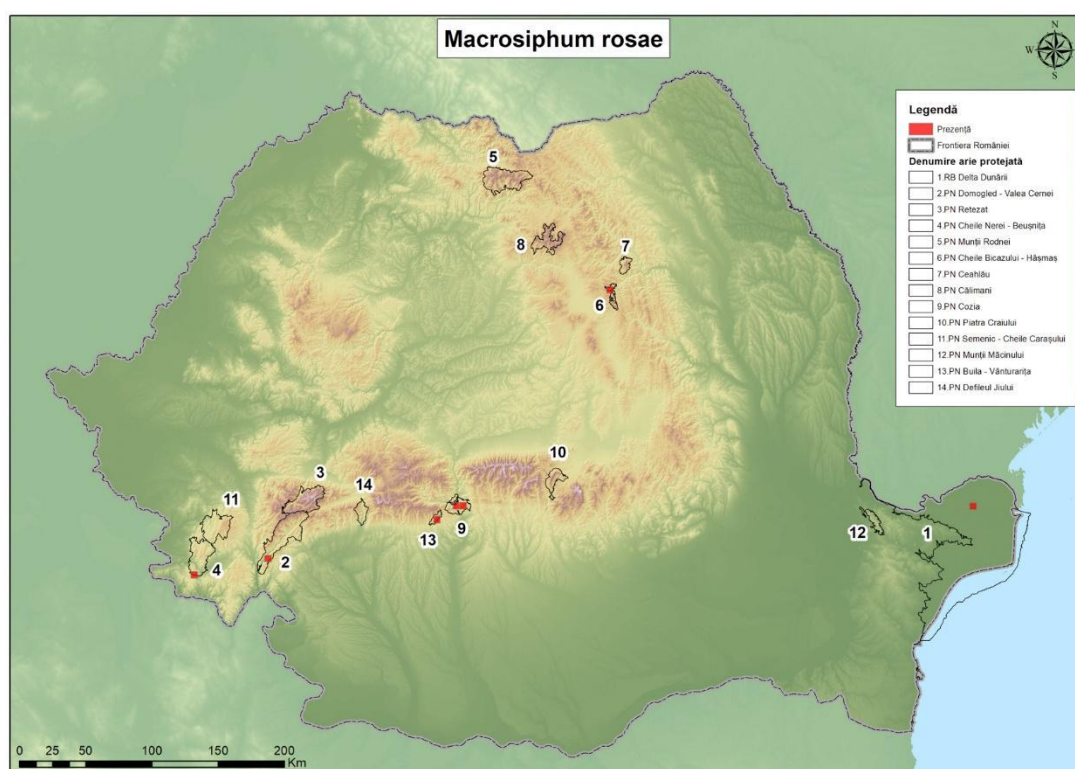 Macrosiphum rosae
N
W
E
S
Legendă
Prezență
Frontiera României
Denumire arie protejată
1.RB Delta Dunării
2.PN Domogled - Valea Cernei
3.PN Retezat
4.PN Cheile Nerei - Beușnița
5.PN Munții Rodnei
6.PN Cheile Bicazului - Hășmaș
7.PN Ceahlău
8.PN Călimani
9.PN Cozia
10.PN Piatra Craiului
11.PN Semenic - Cheile Carașului
12.PN Munții Măcinului
13.PN Buila - Vânturarița
14.PN Defileul Jiului
5
8
7
6
10
3
14
11
9
13
12
1
2
4
0 25 50 100 150 200
Km